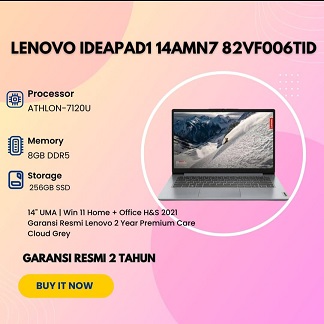 LENOVO IDEAPAD1 14AMN7 82VF006TID
Processor
ATHLON-7120U
Memory
8GB DDR5
Storage
256GB SSD
14" UMA | Win 11 Home + Office H&S 2021
Garansi Resmi Lenovo 2 Year Premium Care
Cloud Grey
GARANSI RESMI 2 TAHUN
BUY IT NOW